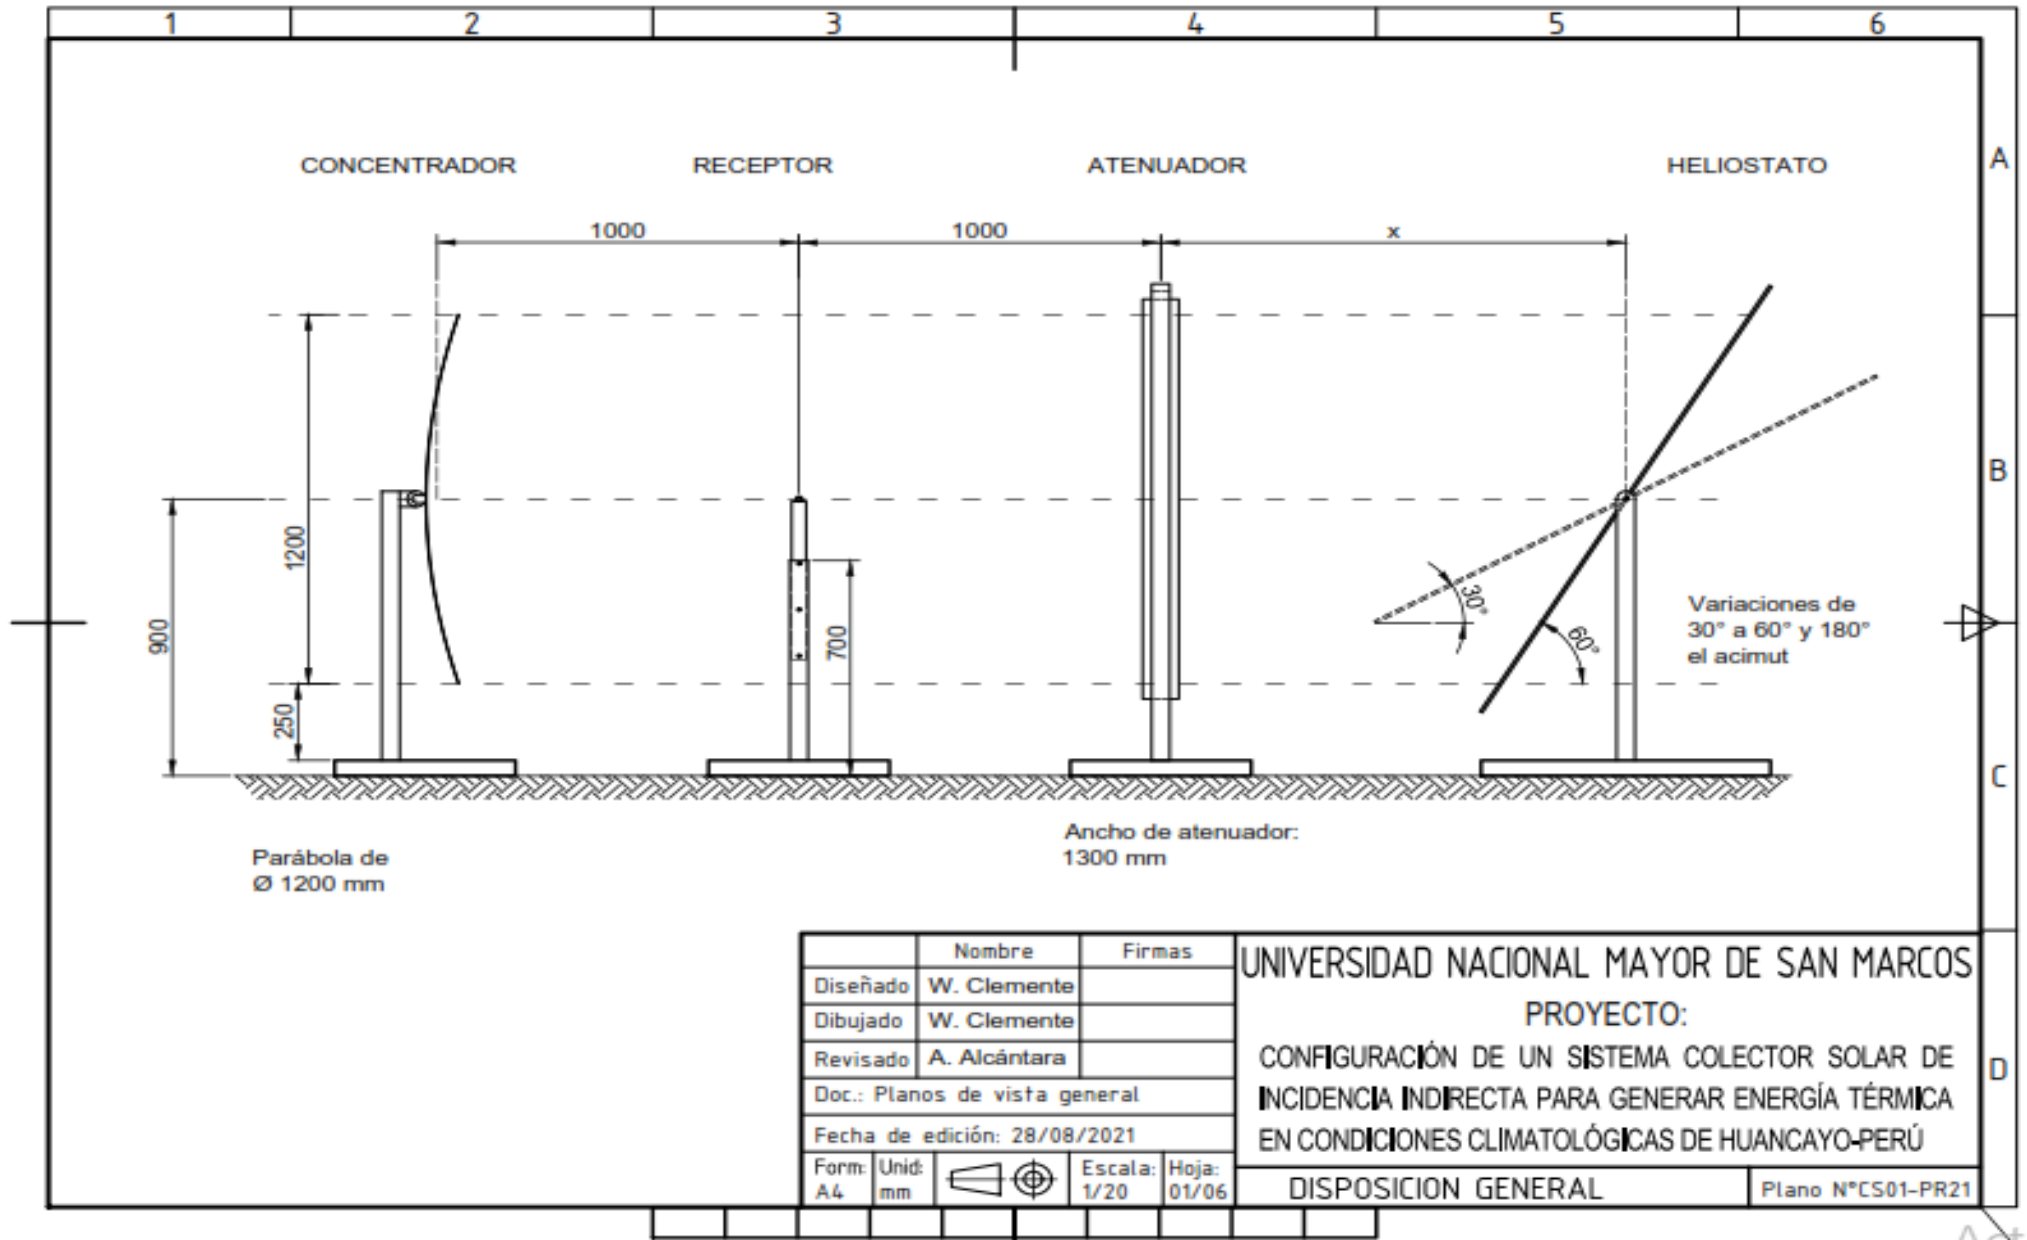 1 2 3 4 5 6
CONCENTRADOR RECEPTOR ATENUADOR HELIOSTATO
A
1000 1000 x
B
1200
900
250
700
30°
60°
Variaciones de
30° a 60° y 180°
el acimut
C
Parábola de
Ø 1200 mm
Ancho de atenuador:
1300 mm
Nombre Firmas
Diseñado W. Clemente
Dibujado W. Clemente
Revisado A. Alcántara
Doc.: Planos de vista general
Fecha de edición: 28/08/2021
Form: A4
Unid: mm
Escala: 1/20
Hoja: 01/06
UNIVERSIDAD NACIONAL MAYOR DE SAN MARCOS
PROYECTO:
CONFIGURACIÓN DE UN SISTEMA COLECTOR SOLAR DE
INCIDENCIA INDIRECTA PARA GENERAR ENERGÍA TÉRMICA
EN CONDICIONES CLIMATOLÓGICAS DE HUANCAYO-PERÚ
DISPOSICION GENERAL
Plano N°CS01-PR21
D